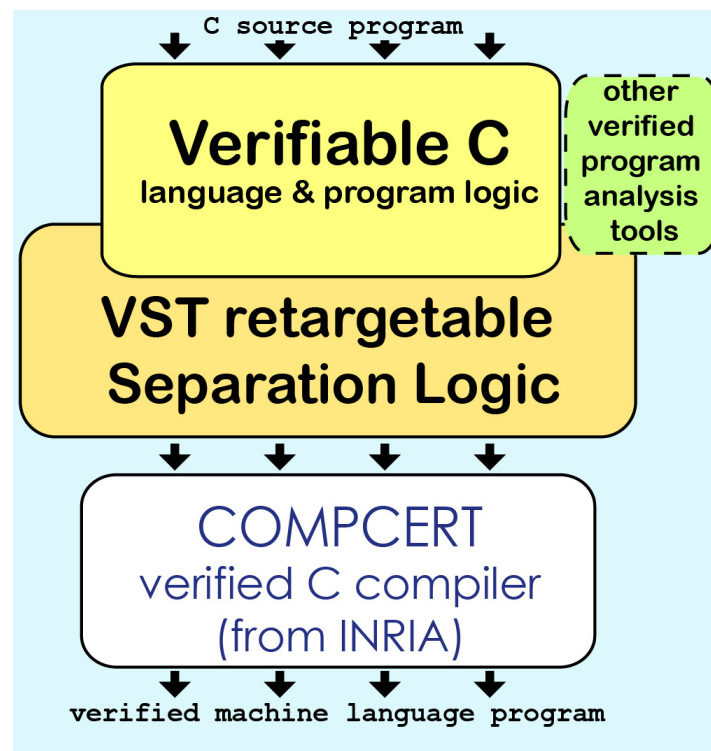 C source program
Verifiable C
language & program logic
other
verified
program
analysis
tools
VST retargetable
Separation Logic
COMPCERT
verified C compiler
(from INRIA)
verified machine language program